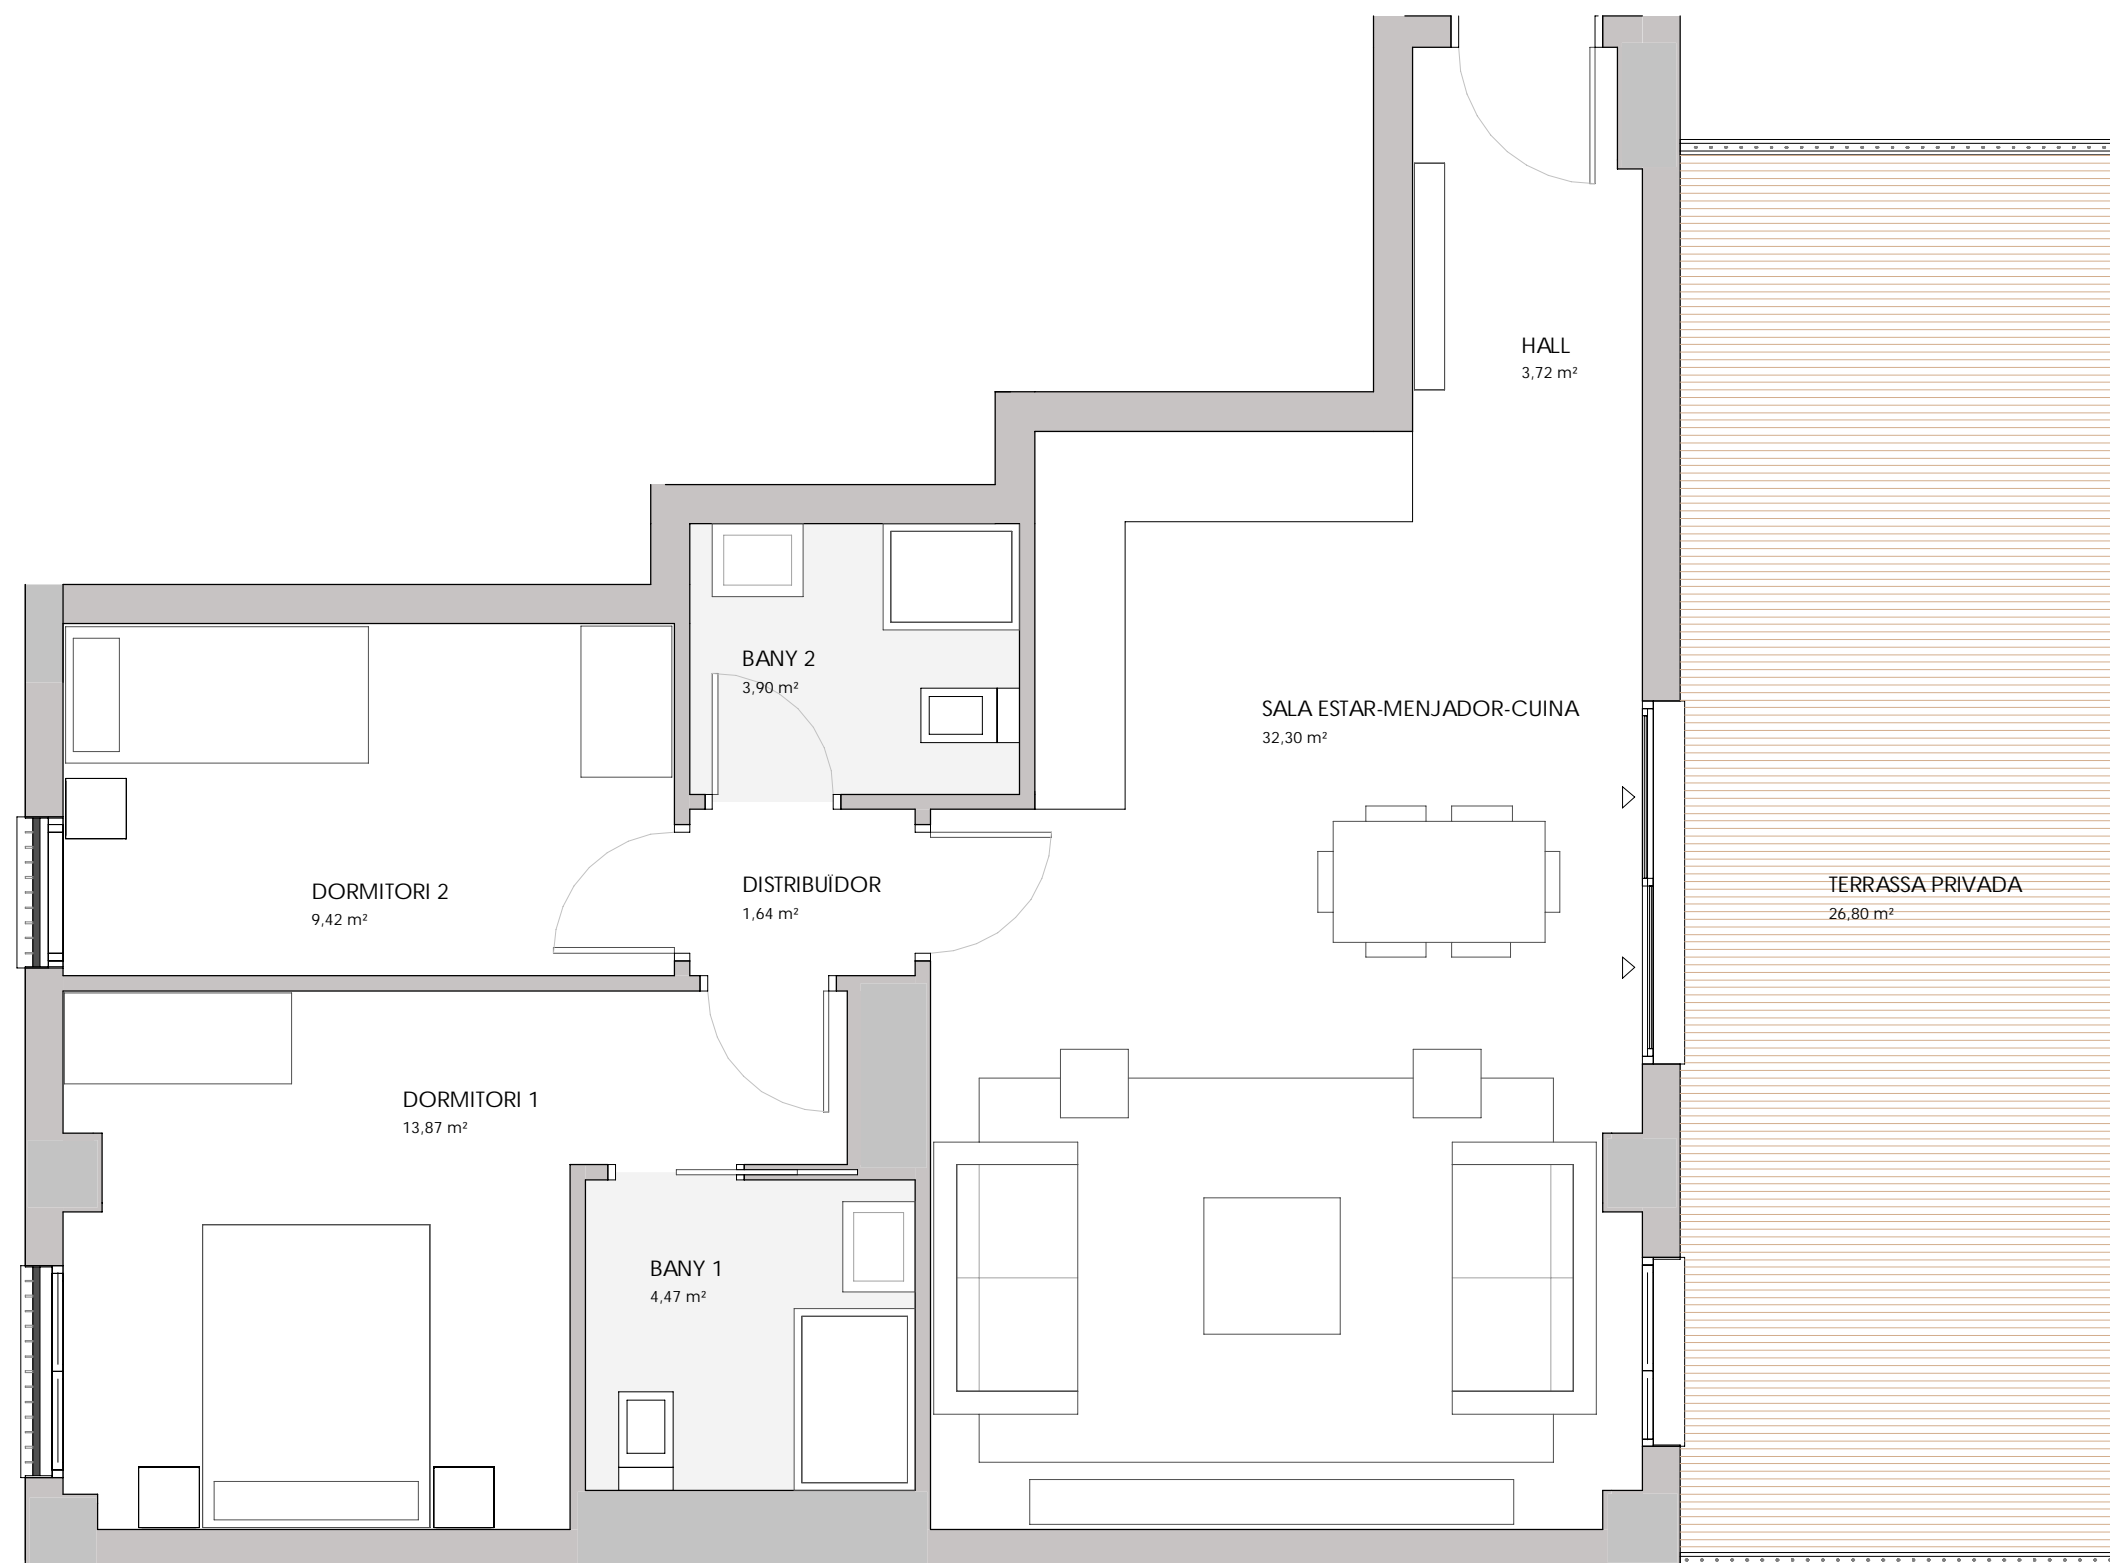 HALL
3,72 m²
BANY 2
3,90 m²
SALA ESTAR-MENJADOR-CUINA
32,30 m²
DORMITORI 2
9,42 m²
DISTRIBUÏDOR
1,64 m²
TERRASSA PRIVADA
26,80 m²
DORMITORI 1
13,87 m²
BANY 1
4,47 m²